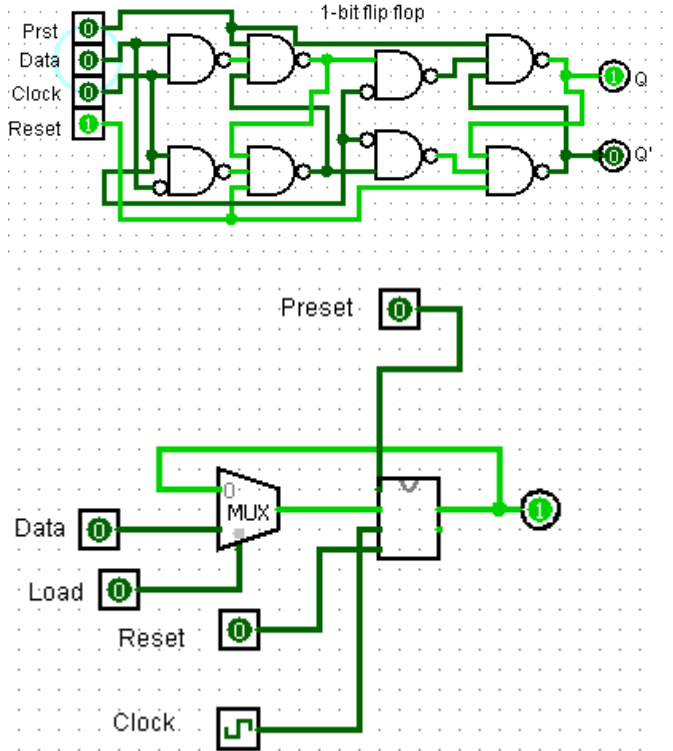 1-bit flip flop
Prst 0
Data 0
Clock 0
Reset 1
1 Q
0 Q'
Preset 0
0
MUX
Data 0
1
Load 0
Reset 0
Clock